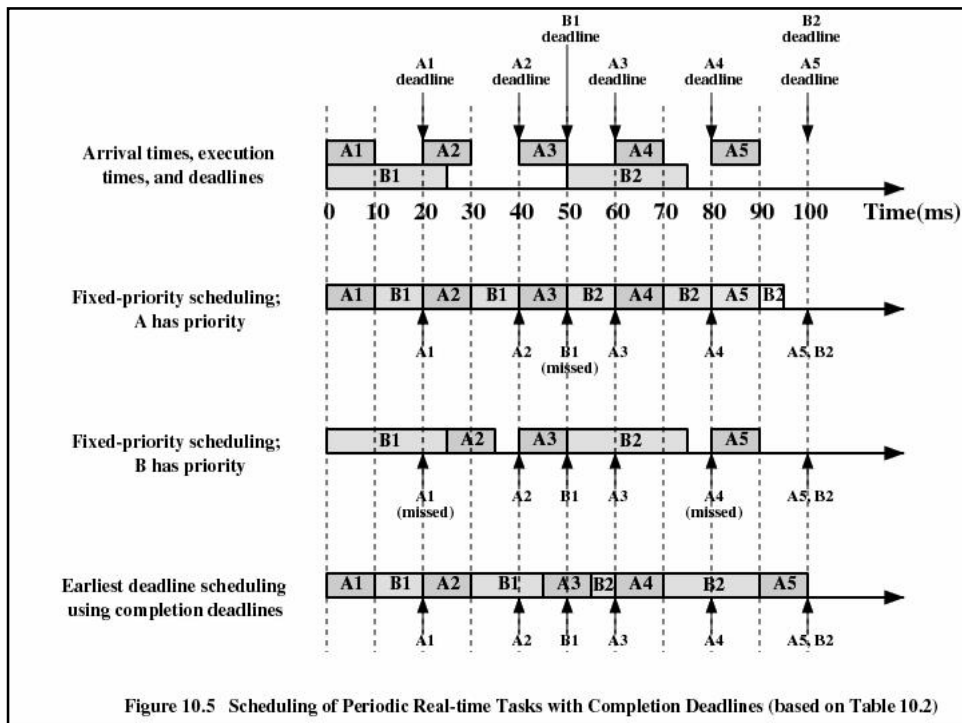 B1
deadline
B2
deadline
A1
deadline
A2
deadline
A3
deadline
A4
deadline
A5
deadline
Arrival times, execution
times, and deadlines
A1 A2 A3 A4 A5
B1 B2
0 10 20 30 40 50 60 70 80 90 100 Time(ms)
Fixed-priority scheduling;
A has priority
A1 B1 A2 B1 A3 B2 A4 B2 A5 B2
A1 A2 B1 A3 A4 A5, B2
(missed)
Fixed-priority scheduling;
B has priority
B1 A2 A3 B2 A5
A1 A2 B1 A3 A4 A5, B2
(missed) (missed)
Earliest deadline scheduling
using completion deadlines
A1 B1 A2 B1 A3 B2 A4 B2 A5
A1 A2 B1 A3 A4 A5, B2
Figure 10.5 Scheduling of Periodic Real-time Tasks with Completion Deadlines (based on Table 10.2)